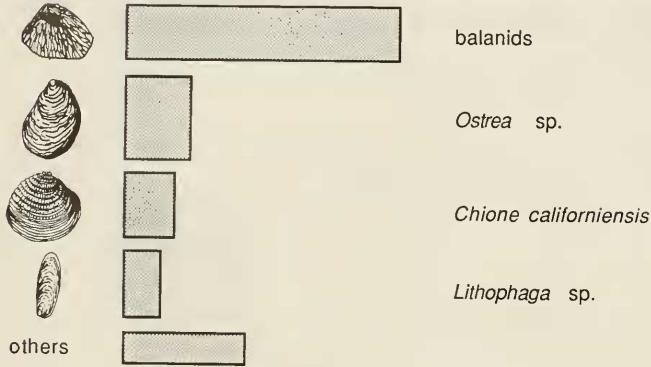 balanids
Ostrea sp.
Chione californiensis
Lithophaga sp.
others